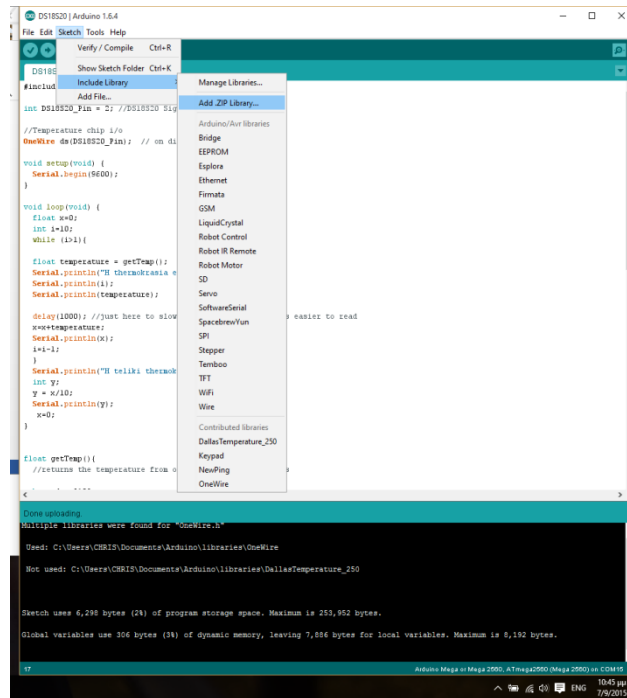 DS18S20 | Arduino 1.6.4
File Edit Sketch Tools Help
Verify / Compile Ctrl+R
Show Sketch Folder Ctrl+K
Include Library
Add File...
Manage Libraries...
Add .ZIP Library...
Arduino/Avr libraries
Bridge
EEPROM
Esplora
Ethernet
Firmata
GSM
LiquidCrystal
Robot Control
Robot IR Remote
Robot Motor
SD
Servo
SoftwareSerial
SpacebrewYun
SPI
Stepper
Temboo
TFT
WiFi
Wire
Contributed libraries
DallasTemperature_250
Keypad
NewPing
OneWire
DS18S
#includ
int DS18S20_Pin = 2; //DS18S20 Sig
//Temperature chip i/o
OneWire ds(DS18S20_Pin); // on di
void setup(void) {
Serial.begin(9600);
}
void loop(void) {
float x=0;
int i=10;
while (i>1){
float temperature = getTemp();
Serial.println("H thermokrasia e
Serial.println(i);
Serial.println(temperature);
delay(1000); //just here to slow s easier to read
x=x+temperature;
Serial.println(x);
i=i-1;
}
Serial.println("H teliki thermok
int y;
y = x/10;
Serial.println(y);
x=0;
}
float getTemp(){
//returns the temperature from o s
Done uploading.
Multiple libraries were found for "OneWire.h"
Used: C:\Users\CHRIS\Documents\Arduino\libraries\OneWire
Not used: C:\Users\CHRIS\Documents\Arduino\libraries\DallasTemperature_250
Sketch uses 6,298 bytes (2%) of program storage space. Maximum is 253,952 bytes.
Global variables use 306 bytes (3%) of dynamic memory, leaving 7,886 bytes for local variables. Maximum is 8,192 bytes.
17 Arduino Mega or Mega 2560, ATmega2560 (Mega 2560) on COM15
ENG 10:45 μμ
7/9/2015